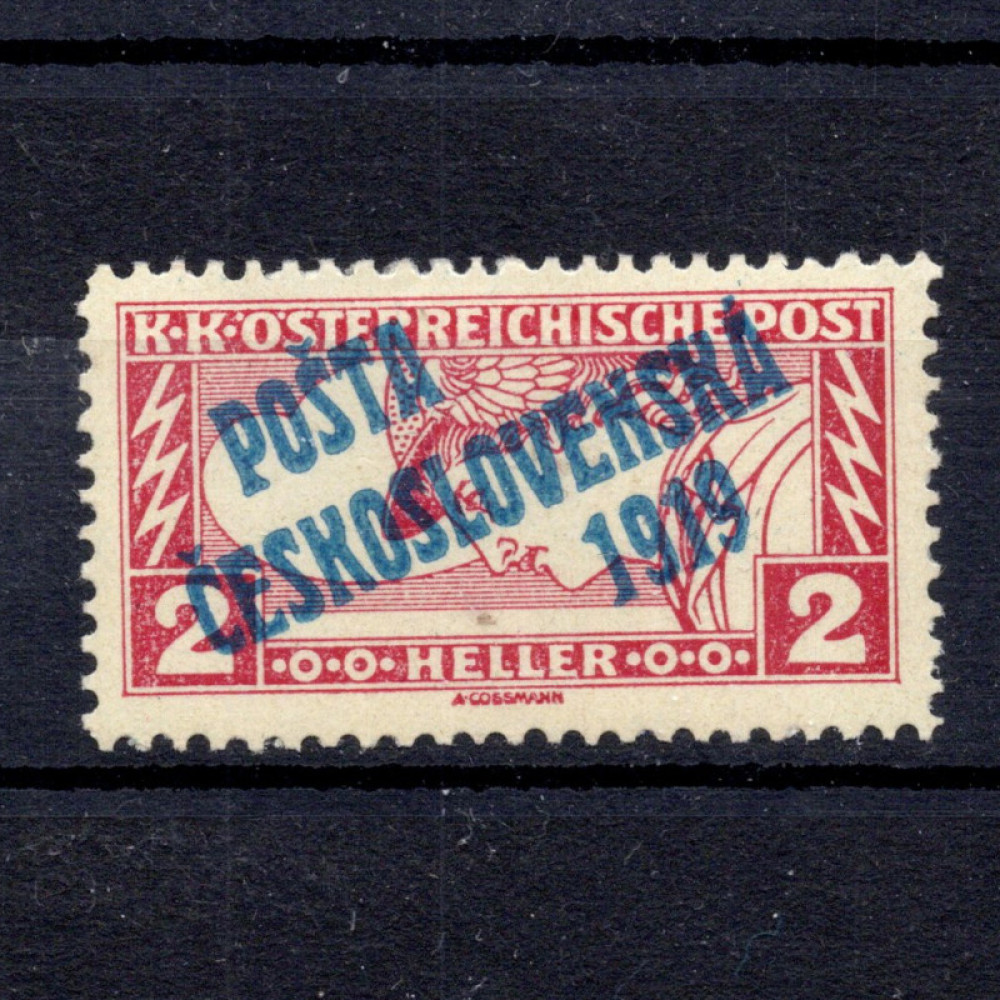 K·K·ÖSTERREICHISCHE POST
POŠTA
ČESKOSLOVENSKÁ
1919
2 ·O·O· HELLER ·O·O· 2
A·COSSMANN